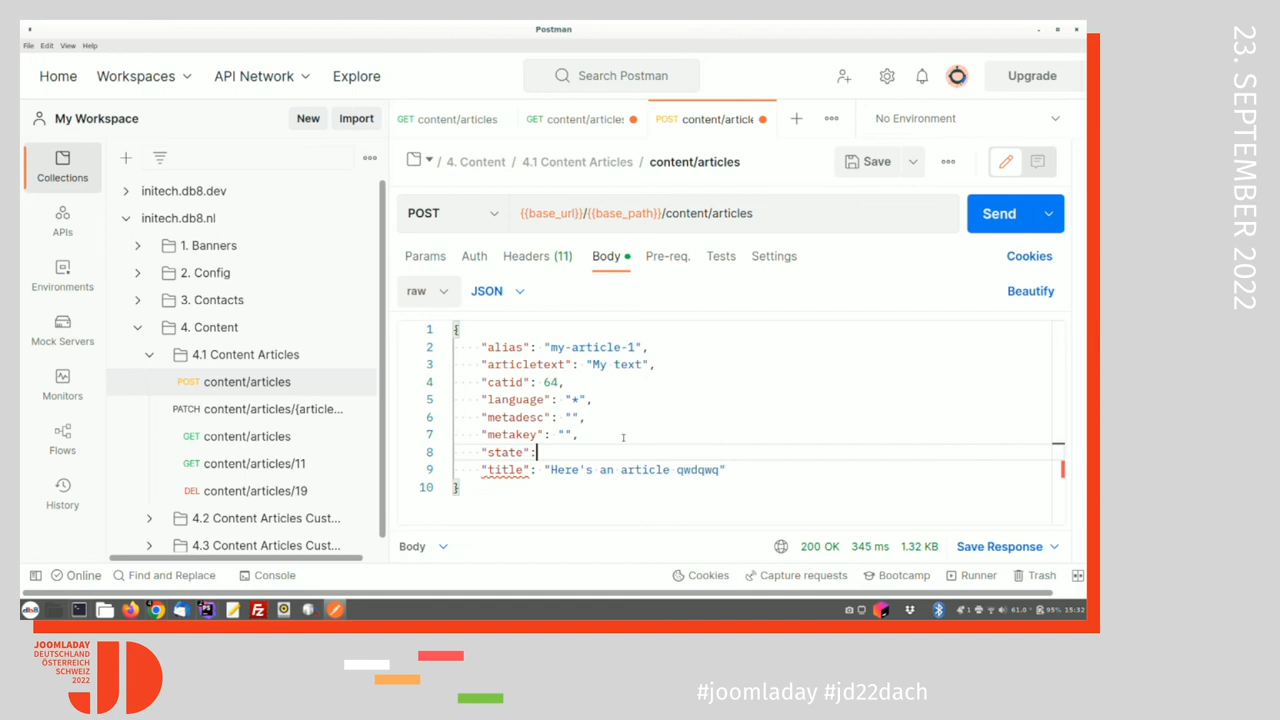 Postman
File Edit View Help
Home Workspaces API Network Explore Search Postman Upgrade
My Workspace New Import
GET content/articles GET content/articles POST content/article No Environment
Collections
APIs
Environments
Mock Servers
Monitors
Flows
History
initech.db8.dev
initech.db8.nl
1. Banners
2. Config
3. Contacts
4. Content
4.1 Content Articles
POST content/articles
PATCH content/articles/{article...
GET content/articles
GET content/articles/11
DEL content/articles/19
4.2 Content Articles Cust...
4.3 Content Articles Cust...
/ 4. Content / 4.1 Content Articles / content/articles Save
POST {{base_url}}/{{base_path}}/content/articles Send
Params Auth Headers (11) Body Pre-req. Tests Settings Cookies
raw JSON Beautify
1 {
2 "alias": "my-article-1",
3 "articletext": "My text",
4 "catid": 64,
5 "language": "*",
6 "metadesc": "",
7 "metakey": "",
8 "state":
9 "title": "Here's an article qwdqwq"
10 }
Body 200 OK 345 ms 1.32 KB Save Response
Online Find and Replace Console Cookies Capture requests Bootcamp Runner Trash
95% 15:32
23. SEPTEMBER 2022
JOOMLADAY
DEUTSCHLAND
ÖSTERREICH
SCHWEIZ
2022
JD
#joomladay #jd22dach